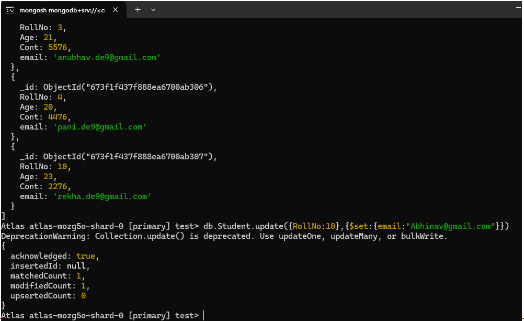 mongosh mongodb+srv://<c
RollNo: 3,
Age: 21,
Cont: 5576,
email: 'anubhav.de9@gmail.com'
},
{
_id: ObjectId("673f1f437f888ea6700ab306"),
RollNo: 4,
Age: 20,
Cont: 4476,
email: 'pani.de9@gmail.com'
},
{
_id: ObjectId("673f1f437f888ea6700ab307"),
RollNo: 10,
Age: 23,
Cont: 2276,
email: 'rekha.de9@gmail.com'
}
]
Atlas atlas-mozg5o-shard-0 [primary] test> db.Student.update({RollNo:10},{$set:{email:"Abhinav@gmail.com"}})
DeprecationWarning: Collection.update() is deprecated. Use updateOne, updateMany, or bulkWrite.
{
acknowledged: true,
insertedId: null,
matchedCount: 1,
modifiedCount: 1,
upsertedCount: 0
}
Atlas atlas-mozg5o-shard-0 [primary] test>